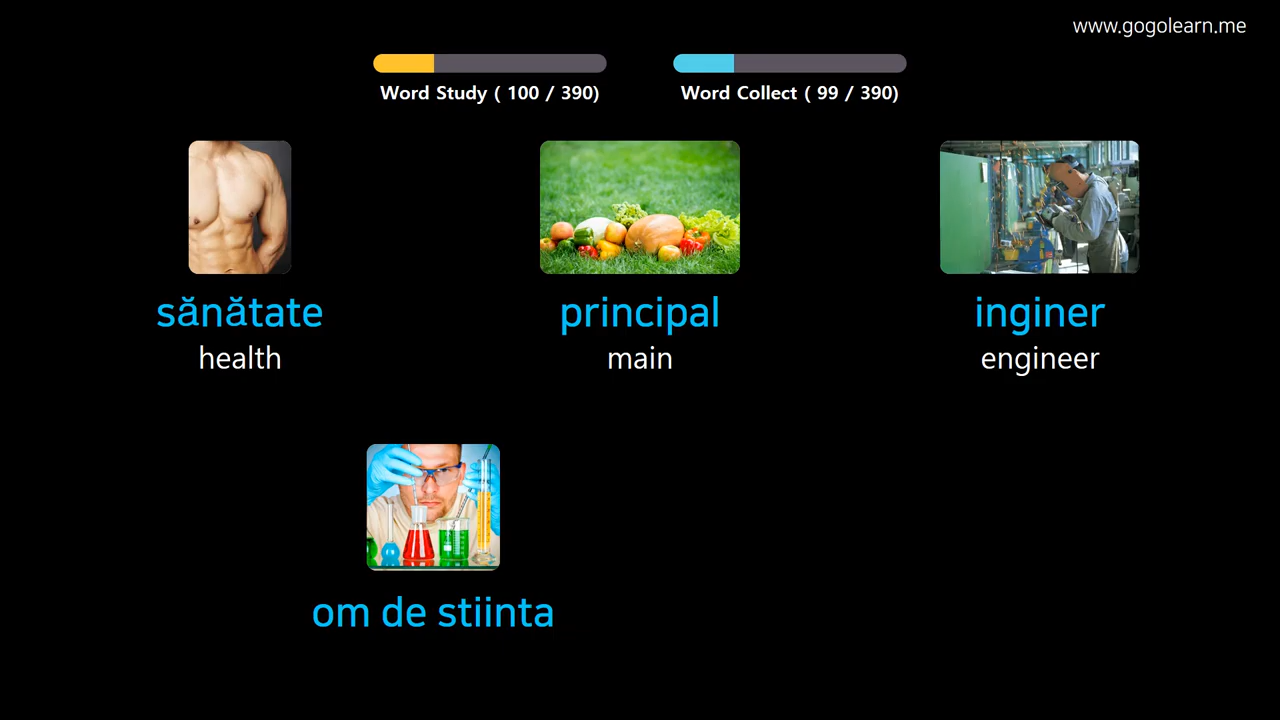 www.gogolearn.me
Word Study ( 100 / 390)
Word Collect ( 99 / 390)
sănătate
health
principal
main
inginer
engineer
om de stiinta